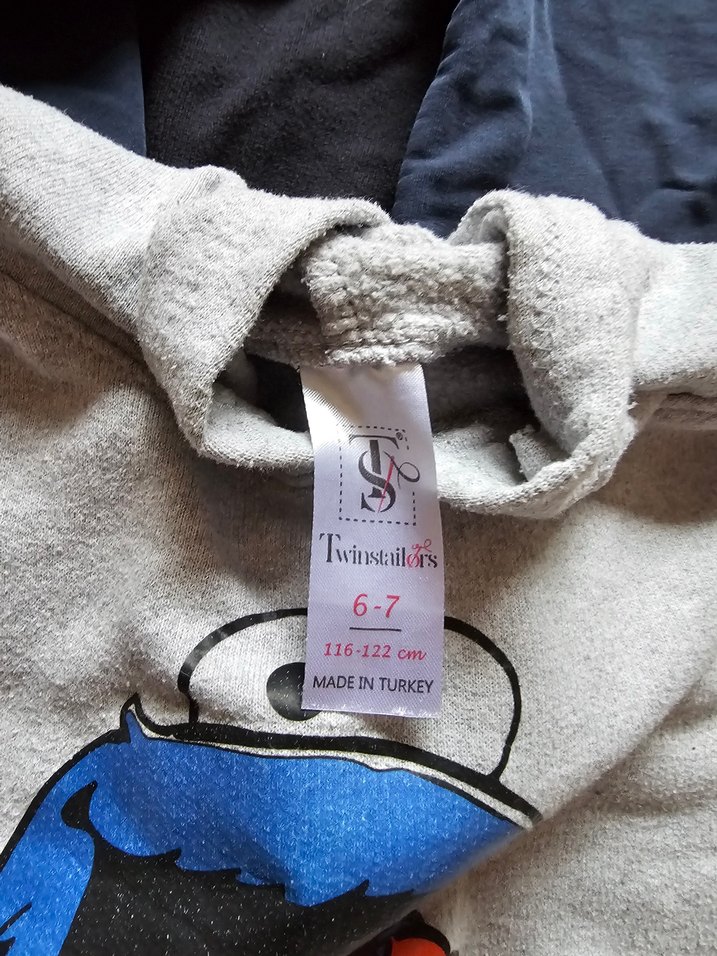 TS®
Twinstailors
6-7
116-122 cm
MADE IN TURKEY